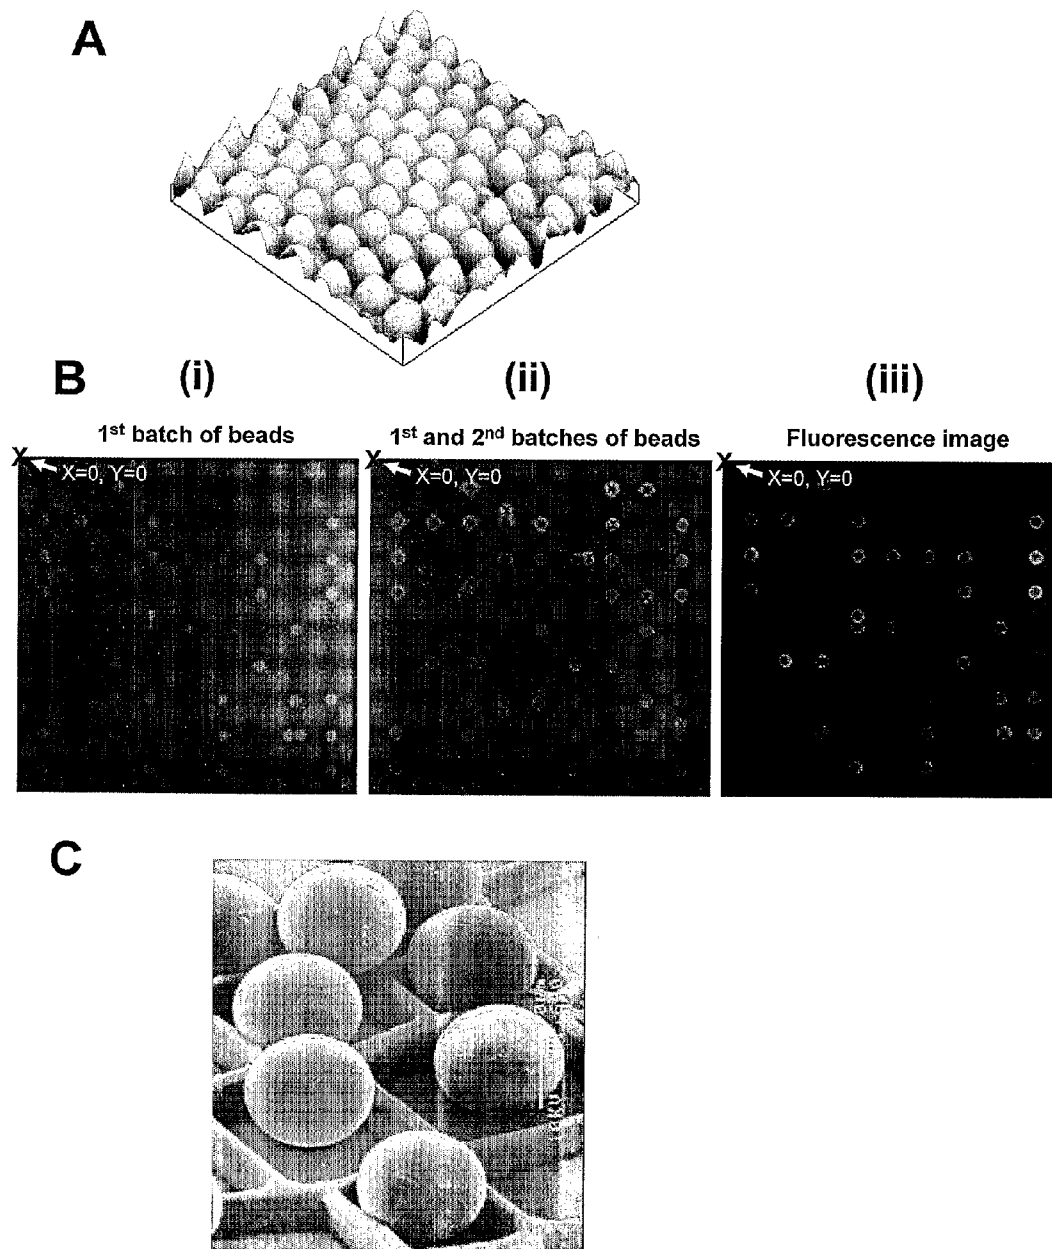 A
B (i) (ii) (iii)
1st batch of beads 1st and 2nd batches of beads Fluorescence image
X X=0, Y=0 X X=0, Y=0 X X=0, Y=0
C